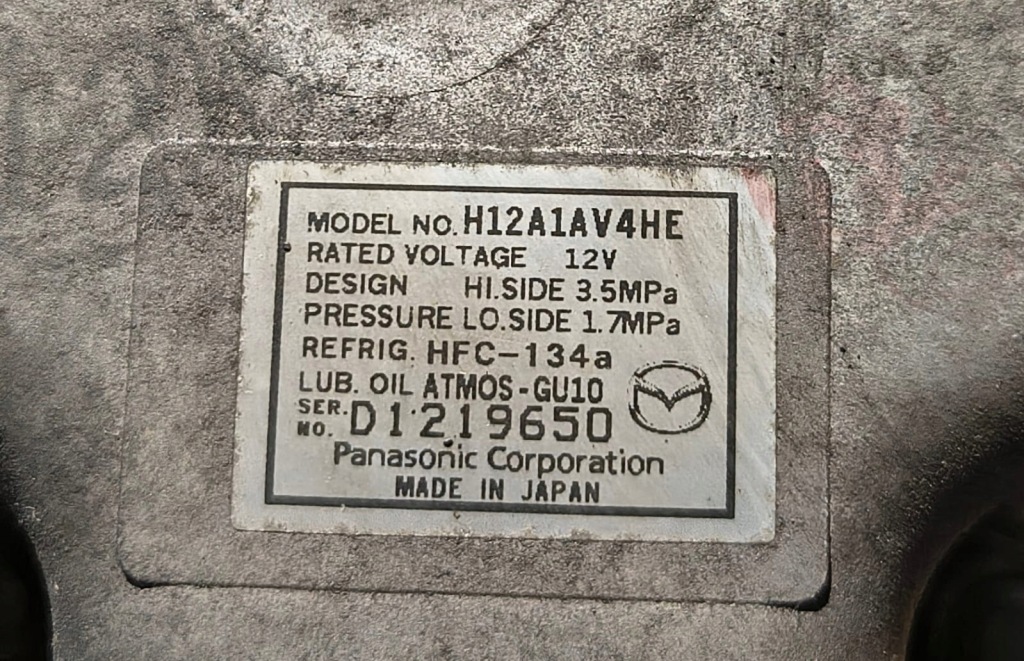 MODEL NO. H12A1AV4HE
RATED VOLTAGE 12V
DESIGN HI.SIDE 3.5MPa
PRESSURE LO.SIDE 1.7MPa
REFRIG. HFC-134a
LUB. OIL ATMOS-GU10
SER. NO. D1219650
Panasonic Corporation
MADE IN JAPAN